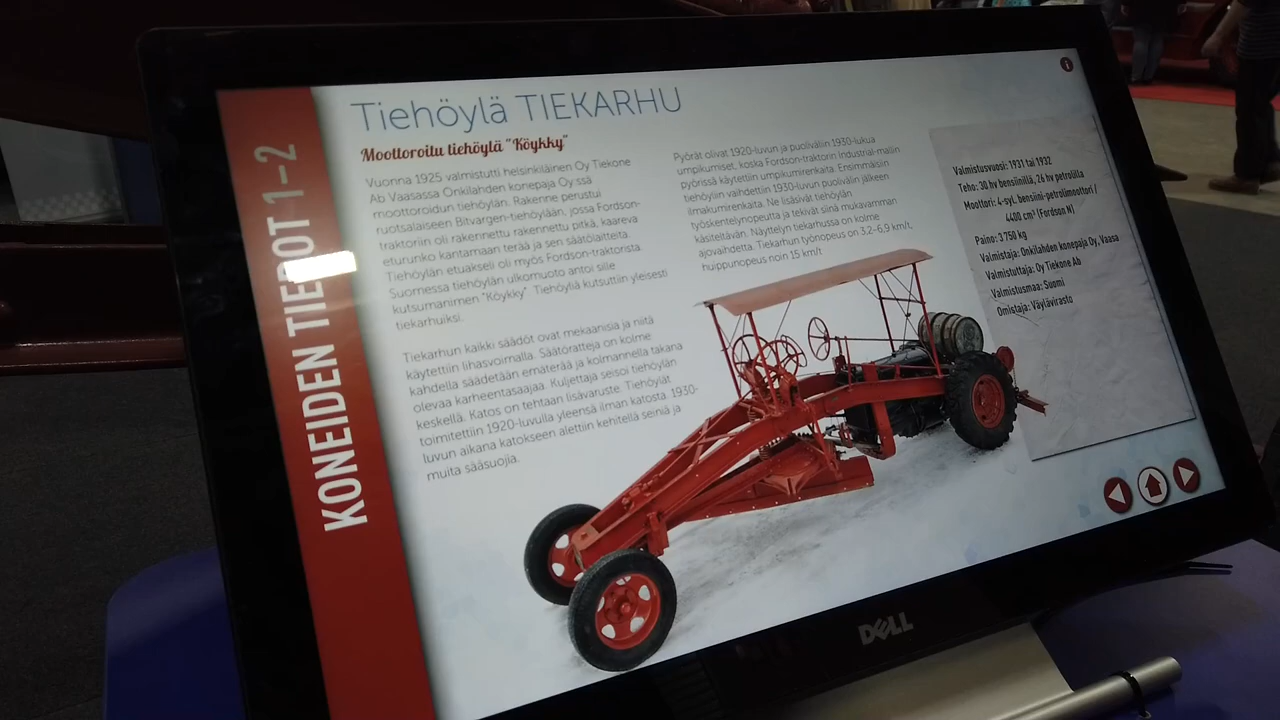 KONEIDEN TIEDOT 1-2
Tiehöylä TIEKARHU
Moottoroitu tiehöylä "Köykky"
Vuonna 1925 valmistutti helsinkiläinen Oy Tiekone
Ab Vaasassa Onkilahden konepaja Oy:ssä
moottoroidun tiehöylän. Rakenne perustui
ruotsalaiseen Bitvargen-tiehöylään, jossa Fordson-
traktoriin oli rakennettu rakennettu pitkä, kaareva
eturunko kantamaan terää ja sen säätölaitteita.
Tiehöylän etuakseli oli myös Fordson-traktorista.
Suomessa tiehöylän ulkomuoto antoi sille
kutsumanimen "Köykky". Tiehöyliä kutsuttiin yleisesti
tiekarhuiksi.
Tiekarhun kaikki säädöt ovat mekaanisia ja niitä
käytettiin lihasvoimalla. Säätöratteja on kolme
kahdella säädetään emäterää ja kolmannella takana
olevaa karheentasaajaa. Kuljettaja seisoi tiehöylän
keskellä. Katos on tehtaan lisävaruste. Tiehöylät
toimitettiin 1920-luvulla yleensä ilman katosta. 1930-
luvun aikana katokseen alettiin kehitellä seiniä ja
muita sääsuojia.
Pyörät olivat 1920-luvun ja puolivälin 1930-lukua
umpikumiset, koska Fordson-traktorin industrial-mallin
pyörissä käytettiin umpikumirenkaita. Ensimmäisiin
tiehöyliin vaihdettiin 1930-luvun puolivälin jälkeen
ilmakumirenkaita. Ne lisäsivät tiehöylän
työskentelynopeutta ja tekivät siinä mukavamman
käsiteltävän. Näyttelyn tiekarhussa on kolme
ajovaihdetta. Tiekarhun työnopeus on 3,2-6,9 km/t,
huippunopeus noin 15 km/t.
Valmistusvuosi: 1931 tai 1932
Teho: 30 hv bensiinillä, 26 hv petrolilla
Moottori: 4-syl. bensiini-petrolimoottori /
4400 cm³ (Fordson N)
Paino: 3 750 kg
Valmistaja: Onkilahden konepaja Oy, Vaasa
Valmistuttaja: Oy Tiekone Ab
Valmistusmaa: Suomi
Omistaja: Väylävirasto
i
DELL